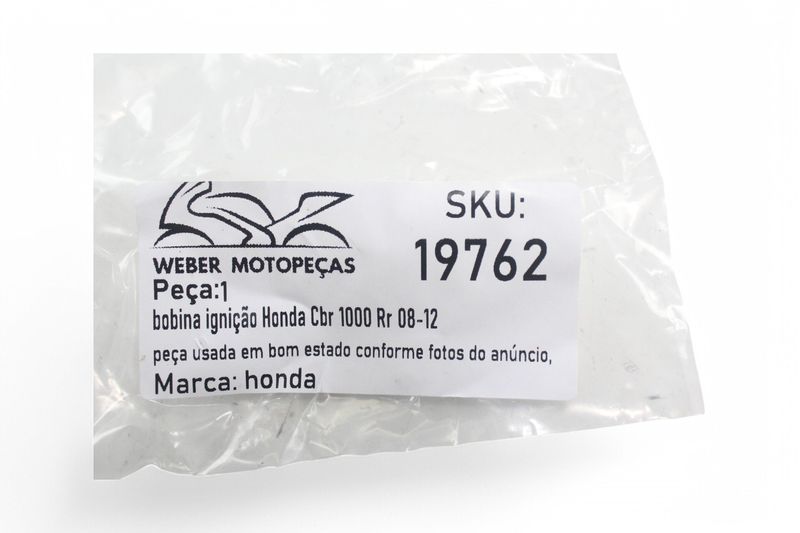 WEBER MOTOPEÇAS
SKU:
19762
Peça:1
bobina ignição Honda Cbr 1000 Rr 08-12
peça usada em bom estado conforme fotos do anúncio,
Marca: honda